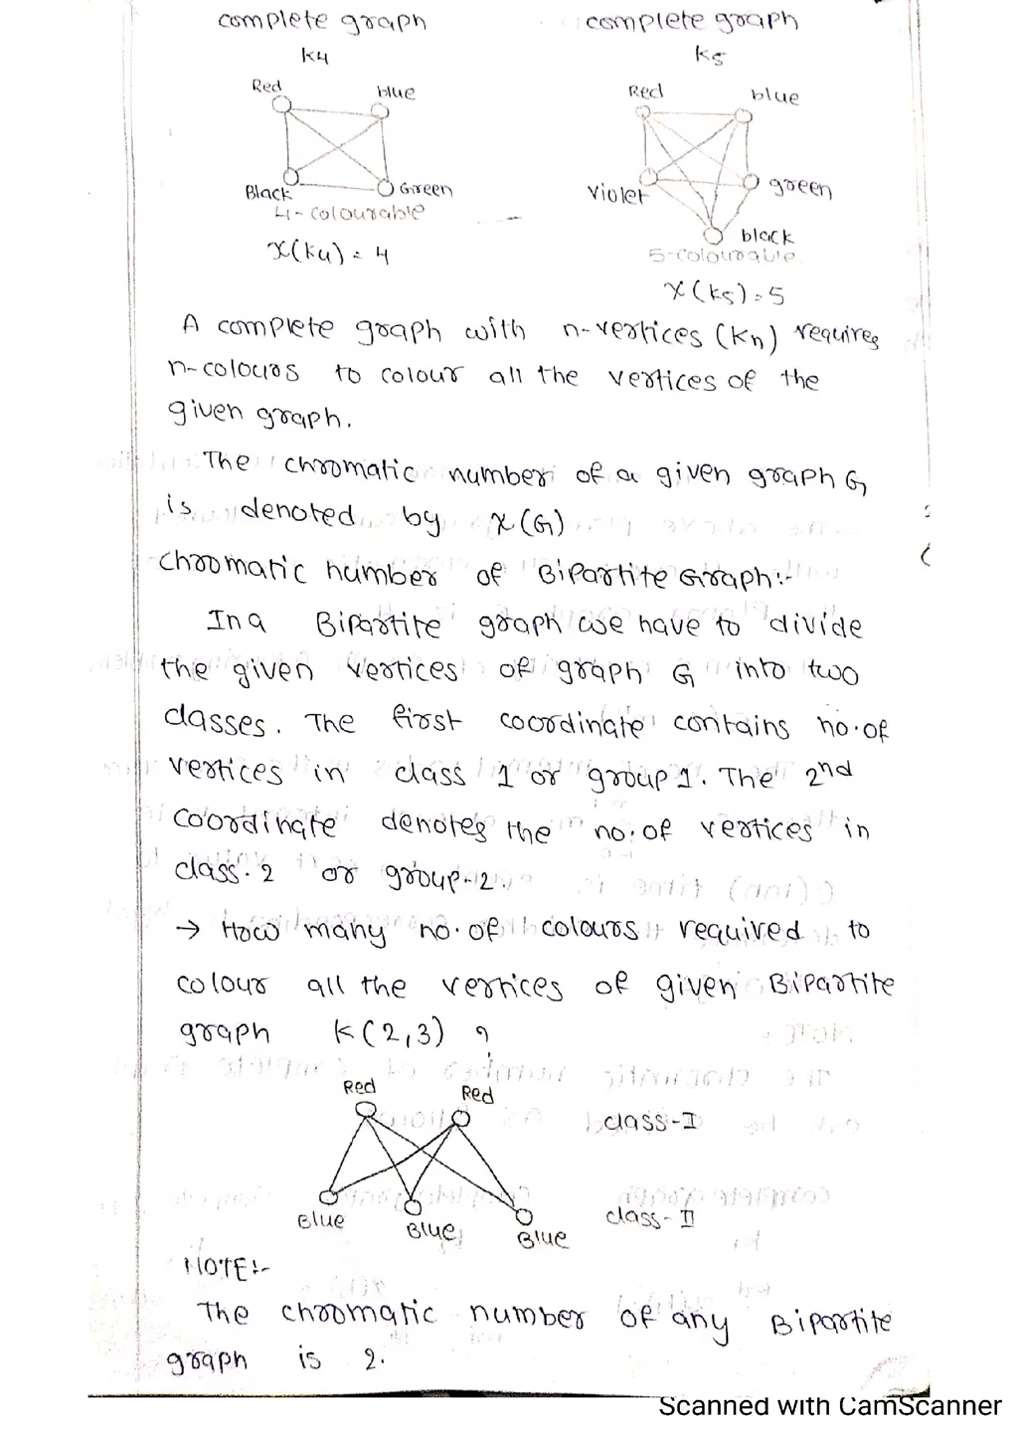 complete graph
K4
Red
blue
Black
Green
4-colourable
x(K4) = 4
complete graph
K5
Red
blue
violet
green
black
5-colourable
x(K5) = 5
A complete graph with n-vertices (Kn) requires
n-colours to colour all the vertices of the
given graph.
The chromatic number of a given graph G
is denoted by x(G)
chromatic number of Bipartite Graph:-
In a Bipartite graph we have to divide
the given vertices of graph G into two
classes. The first coordinate contains no.of
vertices in class 1 or group 1. The 2nd
coordinate denotes the no.of vertices in
class.2 or group-2.
→ How many no.of colours required to
colour all the vertices of given Bipartite
graph K(2,3) ?
Red
Red
class-I
Blue
Blue
Blue
class-II
NOTE:-
The chromatic number of any Bipartite
graph is 2.
Scanned with CamScanner